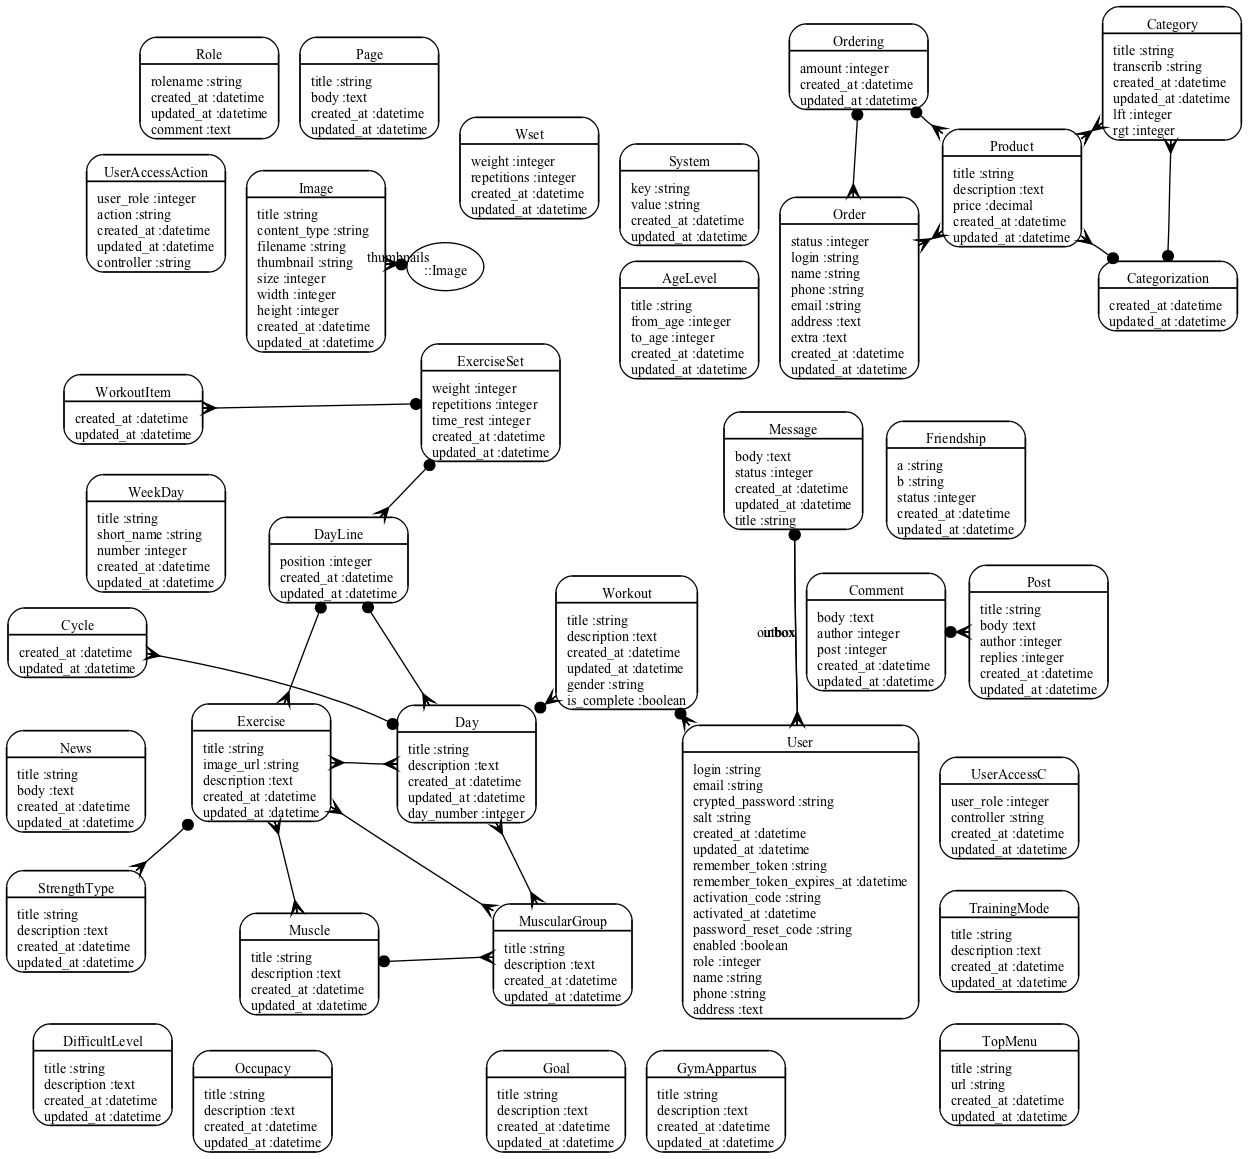 Role
rolename :string
created_at :datetime
updated_at :datetime
comment :text
Page
title :string
body :text
created_at :datetime
updated_at :datetime
Ordering
amount :integer
created_at :datetime
updated_at :datetime
Category
title :string
transcrib :string
created_at :datetime
updated_at :datetime
lft :integer
rgt :integer
Wset
weight :integer
repetitions :integer
created_at :datetime
updated_at :datetime
System
key :string
value :string
created_at :datetime
updated_at :datetime
Product
title :string
description :text
price :decimal
created_at :datetime
updated_at :datetime
UserAccessAction
user_role :integer
action :string
created_at :datetime
updated_at :datetime
controller :string
Image
title :string
content_type :string
filename :string
thumbnail :string
size :integer
width :integer
height :integer
created_at :datetime
updated_at :datetime
thumbnails
::Image
AgeLevel
title :string
from_age :integer
to_age :integer
created_at :datetime
updated_at :datetime
Order
status :integer
login :string
name :string
phone :string
email :string
address :text
extra :text
created_at :datetime
updated_at :datetime
Categorization
created_at :datetime
updated_at :datetime
WorkoutItem
created_at :datetime
updated_at :datetime
ExerciseSet
weight :integer
repetitions :integer
time_rest :integer
created_at :datetime
updated_at :datetime
Message
body :text
status :integer
created_at :datetime
updated_at :datetime
title :string
Friendship
a :string
b :string
status :integer
created_at :datetime
updated_at :datetime
WeekDay
title :string
short_name :string
number :integer
created_at :datetime
updated_at :datetime
DayLine
position :integer
created_at :datetime
updated_at :datetime
Workout
title :string
description :text
created_at :datetime
updated_at :datetime
gender :string
is_complete :boolean
Comment
body :text
author :integer
post :integer
created_at :datetime
updated_at :datetime
Post
title :string
body :text
author :integer
replies :integer
created_at :datetime
updated_at :datetime
Cycle
created_at :datetime
updated_at :datetime
Exercise
title :string
image_url :string
description :text
created_at :datetime
updated_at :datetime
Day
title :string
description :text
created_at :datetime
updated_at :datetime
day_number :integer
User
login :string
email :string
crypted_password :string
salt :string
created_at :datetime
updated_at :datetime
remember_token :string
remember_token_expires_at :datetime
activation_code :string
activated_at :datetime
password_reset_code :string
enabled :boolean
role :integer
name :string
phone :string
address :text
News
title :string
body :text
created_at :datetime
updated_at :datetime
UserAccessC
user_role :integer
controller :string
created_at :datetime
updated_at :datetime
StrengthType
title :string
description :text
created_at :datetime
updated_at :datetime
Muscle
title :string
description :text
created_at :datetime
updated_at :datetime
MuscularGroup
title :string
description :text
created_at :datetime
updated_at :datetime
TrainingMode
title :string
description :text
created_at :datetime
updated_at :datetime
DifficultLevel
title :string
description :text
created_at :datetime
updated_at :datetime
Occupacy
title :string
description :text
created_at :datetime
updated_at :datetime
Goal
title :string
description :text
created_at :datetime
updated_at :datetime
GymAppartus
title :string
description :text
created_at :datetime
updated_at :datetime
TopMenu
title :string
url :string
created_at :datetime
updated_at :datetime